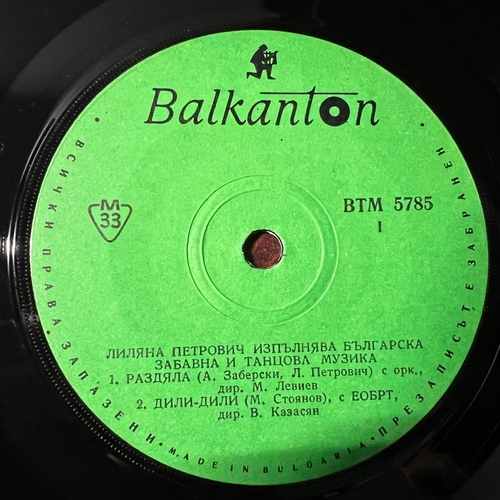 Balkanton
M
33
ВТМ 5785
I
ЛИЛЯНА ПЕТРОВИЧ ИЗПЪЛНЯВА БЪЛГАРСКА
ЗАБАВНА И ТАНЦОВА МУЗИКА
1. РАЗДЯЛА (А. Заберски, Л. Петрович) с орк.,
дир. М. Левиев
2. ДИЛИ-ДИЛИ (М. Стоянов), с ЕОБРТ,
дир. В. Казасян
• ВСИЧКИ ПРАВА • ЗАПАЗЕНИ • MADE IN BULGARIA • ПРЕЗАПИСЪТ Е ЗАБРАНЕН •